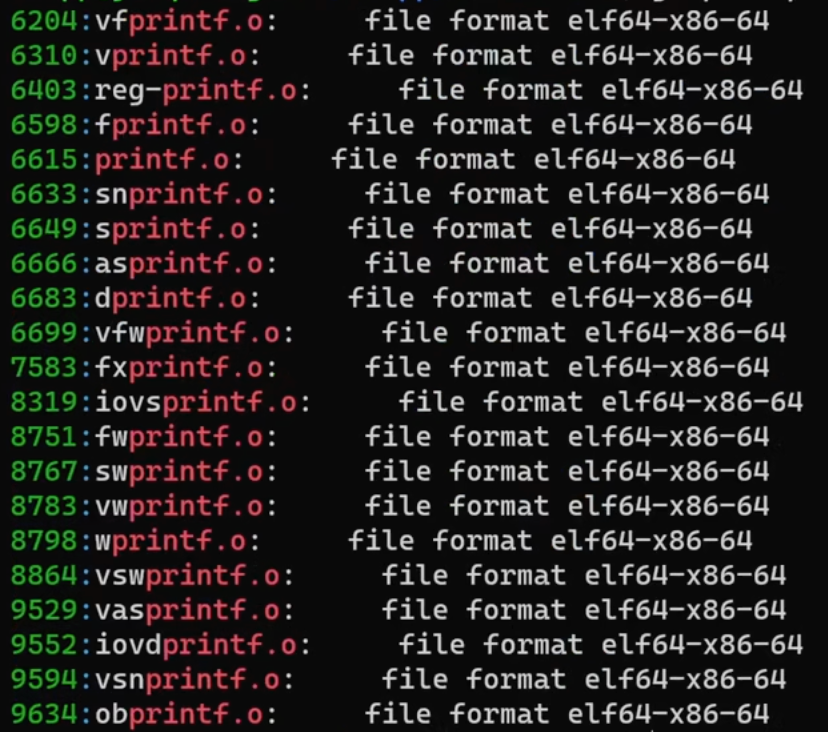 6204:vfprintf.o:     file format elf64-x86-64
6310:vprintf.o:     file format elf64-x86-64
6403:reg-printf.o:     file format elf64-x86-64
6598:fprintf.o:     file format elf64-x86-64
6615:printf.o:     file format elf64-x86-64
6633:snprintf.o:     file format elf64-x86-64
6649:sprintf.o:     file format elf64-x86-64
6666:asprintf.o:     file format elf64-x86-64
6683:dprintf.o:     file format elf64-x86-64
6699:vfwprintf.o:     file format elf64-x86-64
7583:fxprintf.o:     file format elf64-x86-64
8319:iovsprintf.o:     file format elf64-x86-64
8751:fwprintf.o:     file format elf64-x86-64
8767:swprintf.o:     file format elf64-x86-64
8783:vwprintf.o:     file format elf64-x86-64
8798:wprintf.o:     file format elf64-x86-64
8864:vswprintf.o:     file format elf64-x86-64
9529:vasprintf.o:     file format elf64-x86-64
9552:iovdprintf.o:     file format elf64-x86-64
9594:vsnprintf.o:     file format elf64-x86-64
9634:obprintf.o:     file format elf64-x86-64